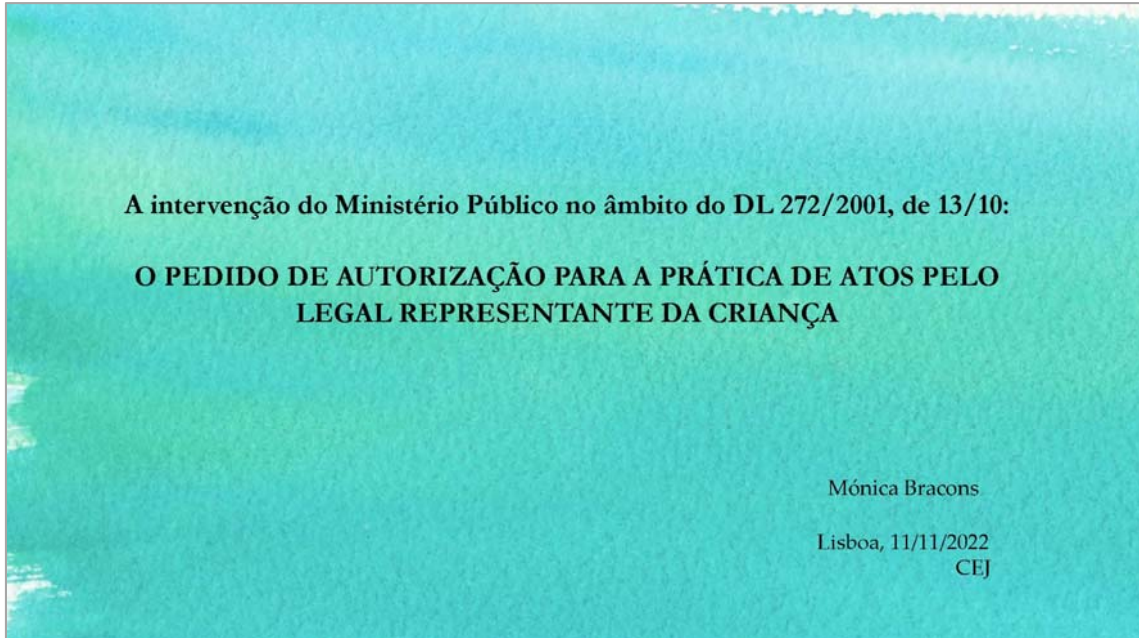 A intervenção do Ministério Público no âmbito do DL 272/2001, de 13/10:
O PEDIDO DE AUTORIZAÇÃO PARA A PRÁTICA DE ATOS PELO
LEGAL REPRESENTANTE DA CRIANÇA
Mónica Bracons
Lisboa, 11/11/2022
CEJ